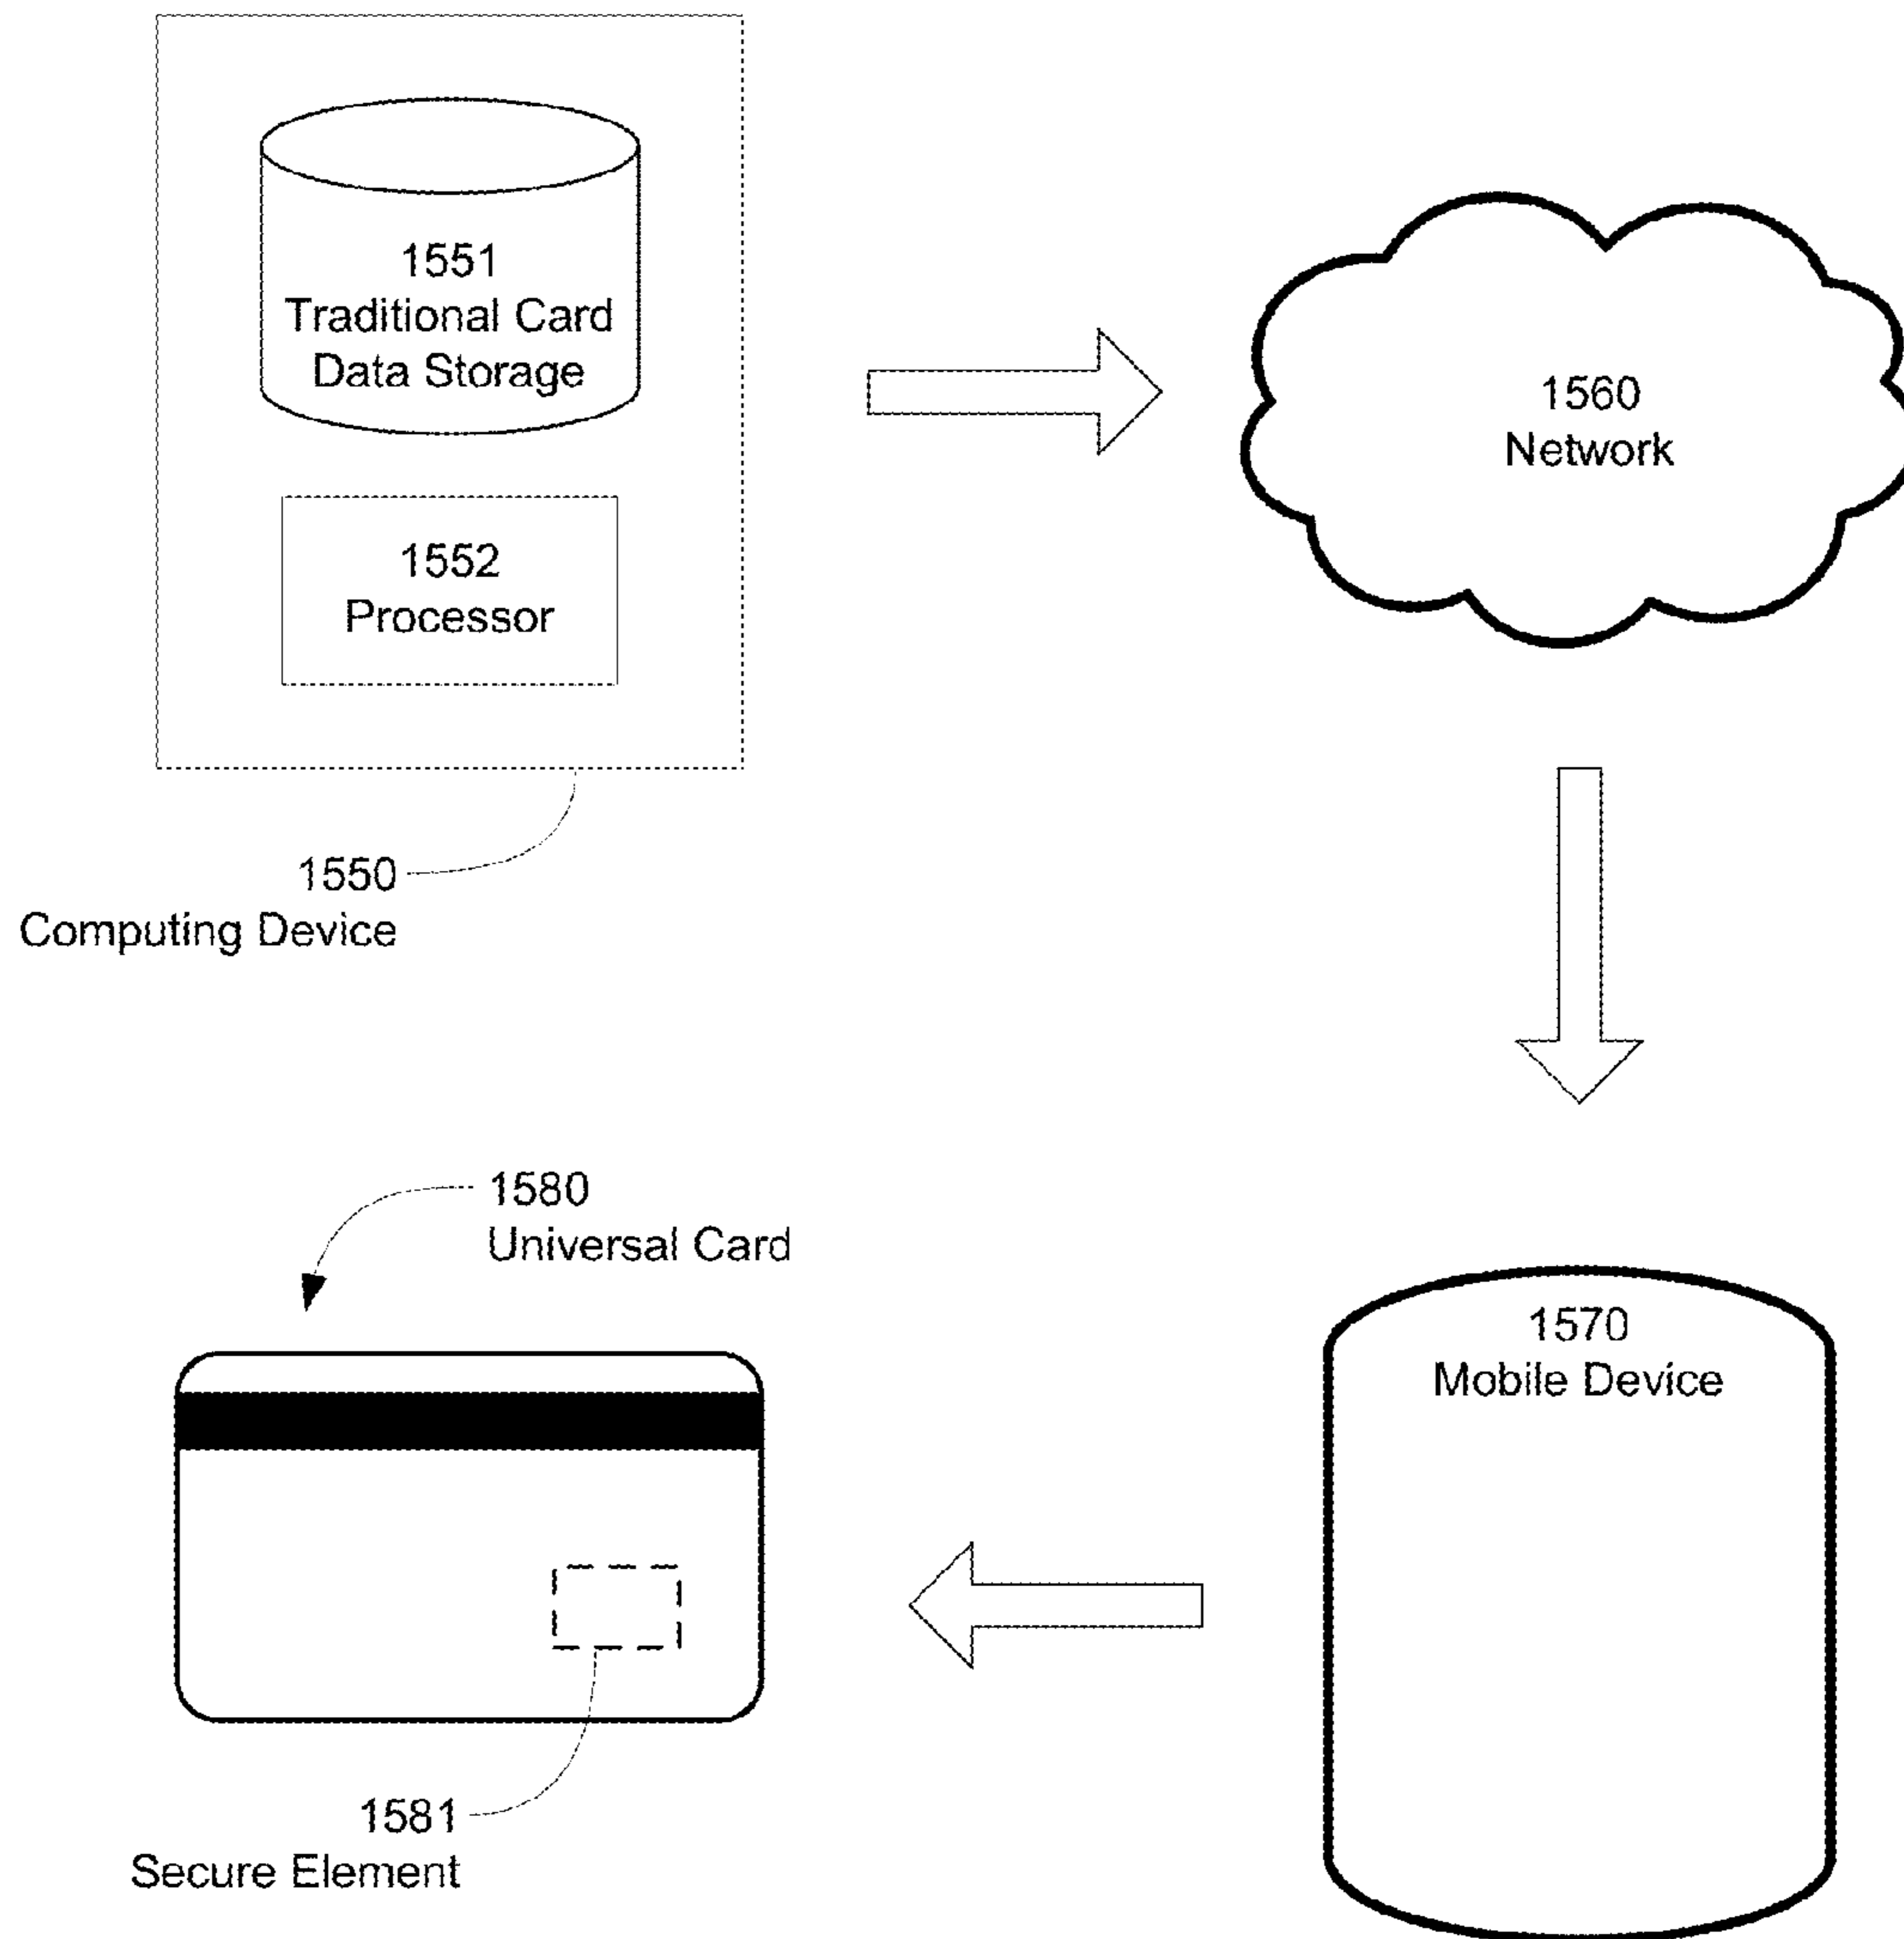 1551
Traditional Card
Data Storage
1552
Processor
1550
Computing Device
1560
Network
1570
Mobile Device
1580
Universal Card
1581
Secure Element